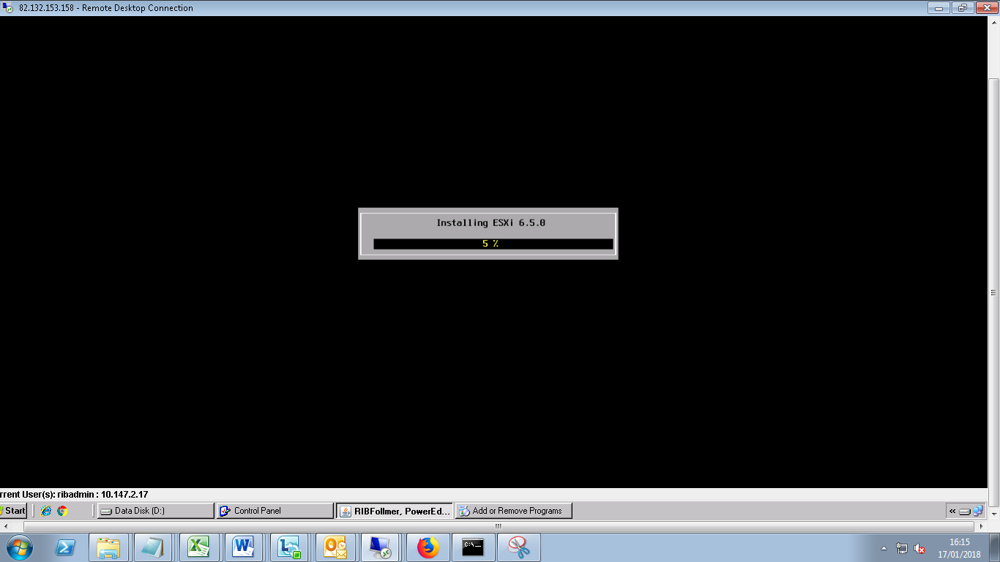 82.132.153.158 - Remote Desktop Connection
Installing ESXi 6.5.0
5 %
rrent User(s): ribadmin : 10.147.2.17
Start
Data Disk (D:)
Control Panel
RIBFollmer, PowerEd...
Add or Remove Programs
«
C:\_
16:15
17/01/2018